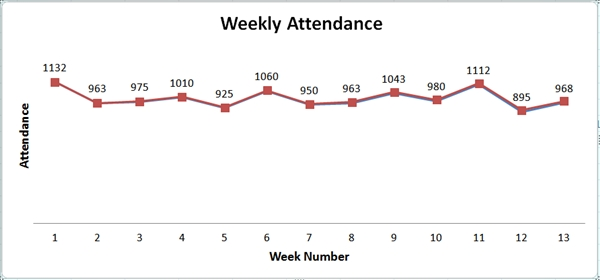 Weekly Attendance
1132 963 975 1010 925 1060 950 963 1043 980 1112 895 968
Attendance
1 2 3 4 5 6 7 8 9 10 11 12 13
Week Number